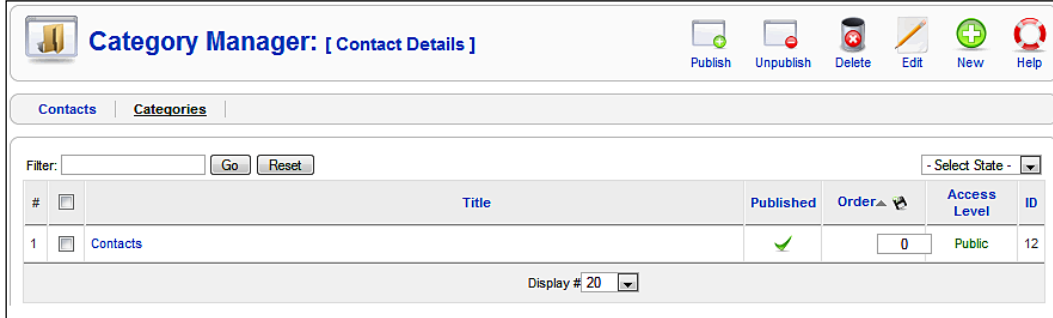 Category Manager: [ Contact Details ]
Publish Unpublish Delete Edit New Help
Contacts Categories
Filter: Go Reset - Select State -
# Title Published Order Access Level ID
1 Contacts 0 Public 12
Display # 20